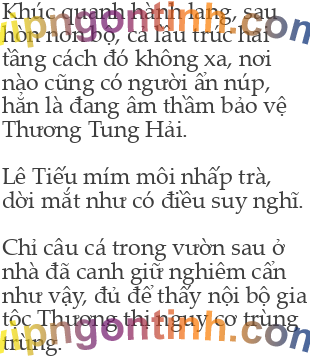 Khúc quanh hành lang, sau
hòn non bộ, cả lầu trúc hai
tầng cách đó không xa, nơi
nào cũng có người ẩn núp,
hẳn là đang âm thầm bảo vệ
Thương Tung Hải.
Lê Tiếu mím môi nhấp trà,
dời mắt như có điều suy nghĩ.
Chỉ câu cá trong vườn sau ở
nhà đã canh giữ nghiêm cẩn
như vậy, đủ để thấy nội bộ gia
tộc Thương thị nguy cơ trùng
trùng.
vipngontinh.com
vipngontinh.com